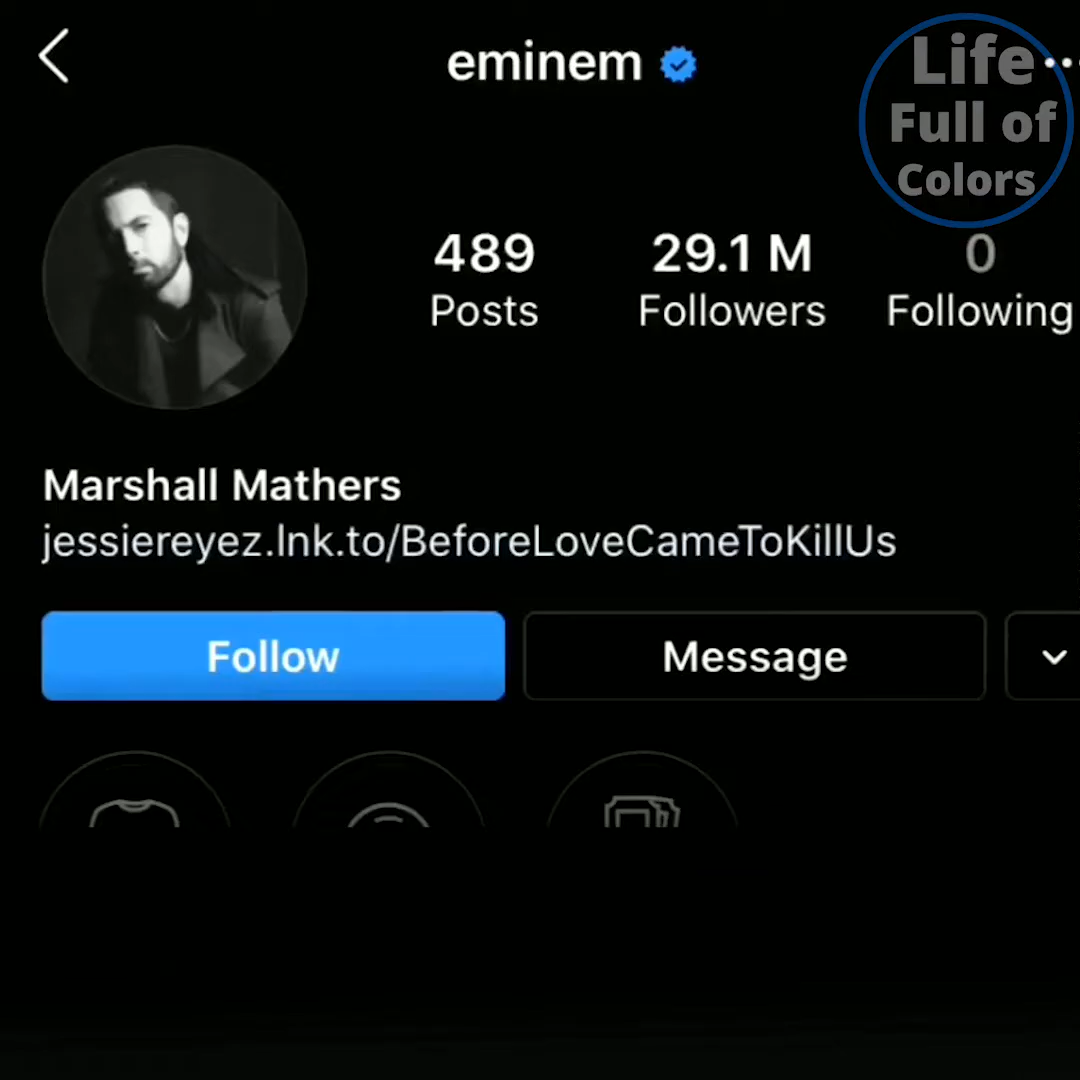 eminem
Life
Full of
Colors
489
29.1 M
0
Posts
Followers
Following
Marshall Mathers
jessiereyez.lnk.to/BeforeLoveCameToKillUs
Follow
Message